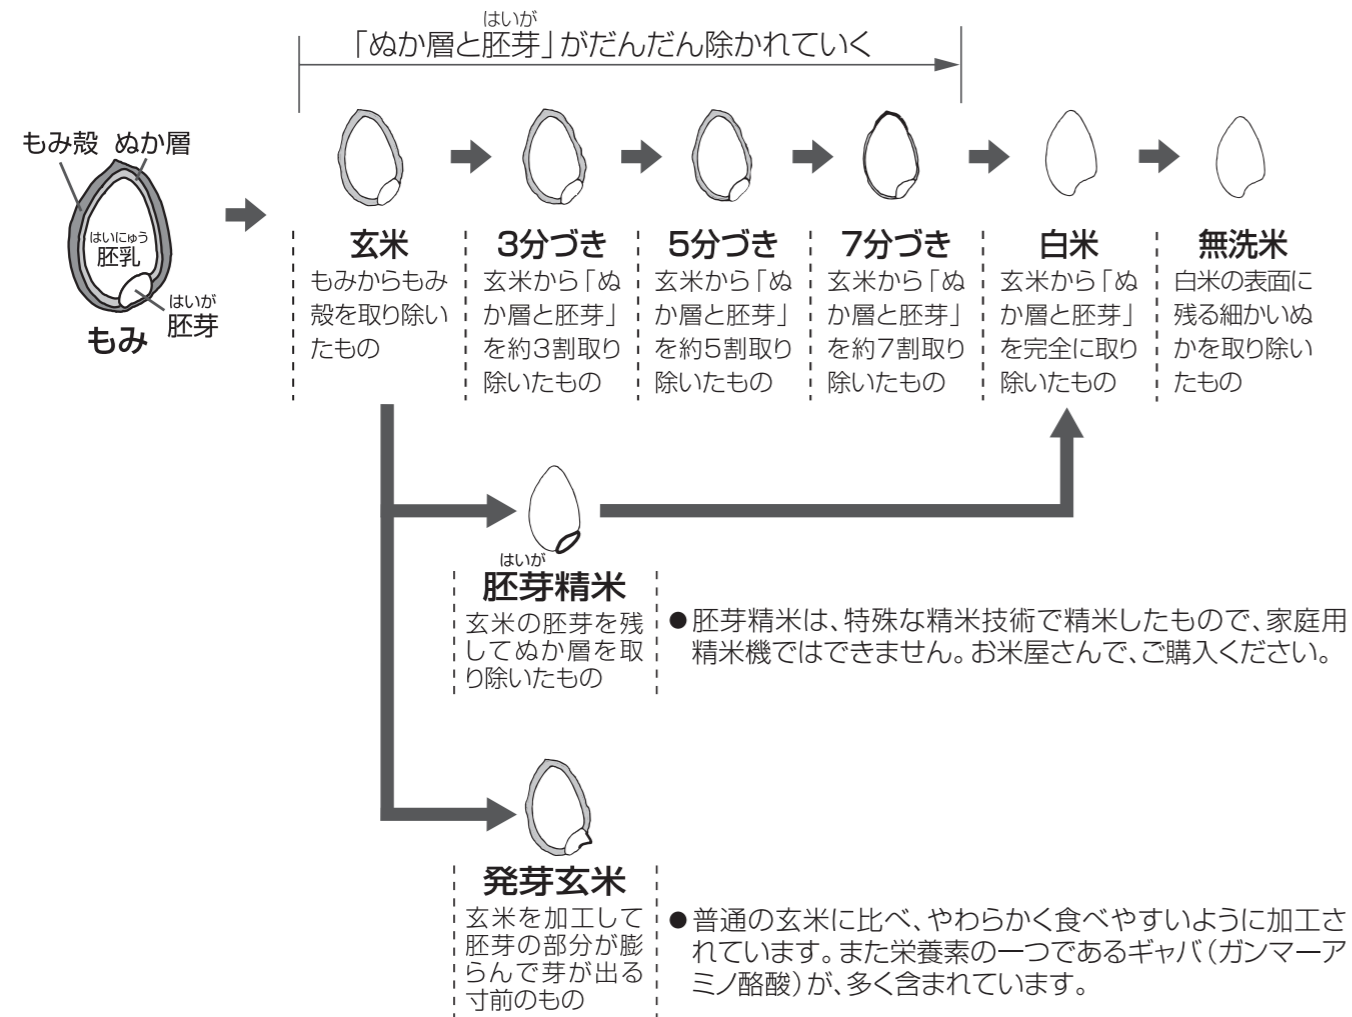 はいが
「ぬか層と胚芽」がだんだん除かれていく
もみ殻 ぬか層
はいにゅう
胚乳
はいが
胚芽
もみ
玄米
もみからもみ
殻を取り除い
たもの
3分づき
玄米から「ぬ
か層と胚芽」
を約3割取り
除いたもの
5分づき
玄米から「ぬ
か層と胚芽」
を約5割取り
除いたもの
7分づき
玄米から「ぬ
か層と胚芽」
を約7割取り
除いたもの
白米
玄米から「ぬ
か層と胚芽」
を完全に取り
除いたもの
無洗米
白米の表面に
残る細かいぬ
かを取り除い
たもの
はいが
胚芽精米
玄米の胚芽を残
してぬか層を取
り除いたもの
●胚芽精米は、特殊な精米技術で精米したもので、家庭用
精米機ではできません。お米屋さんで、ご購入ください。
発芽玄米
玄米を加工して
胚芽の部分が膨
らんで芽が出る
寸前のもの
●普通の玄米に比べ、やわらかく食べやすいように加工さ
れています。また栄養素の一つであるギャバ（ガンマーア
ミノ酪酸）が、多く含まれています。